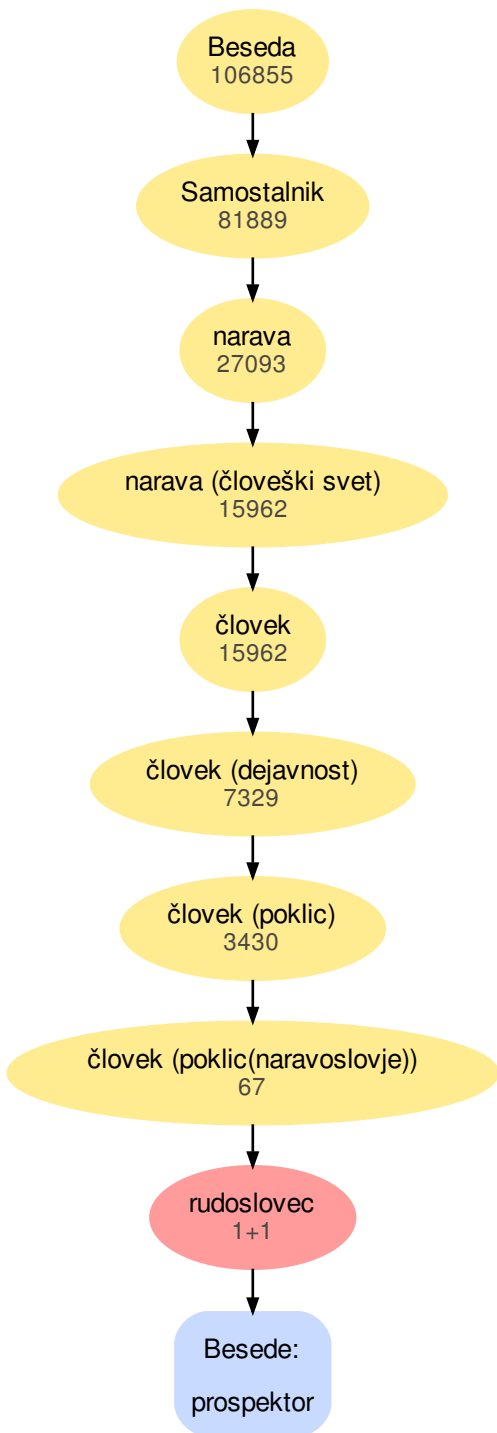 Beseda
106855
Samostalnik
81889
narava
27093
narava (človeški svet)
15962
človek
15962
človek (dejavnost)
7329
človek (poklic)
3430
človek (poklic(naravoslovje))
67
rudoslovec
1+1
Besede:
prospektor